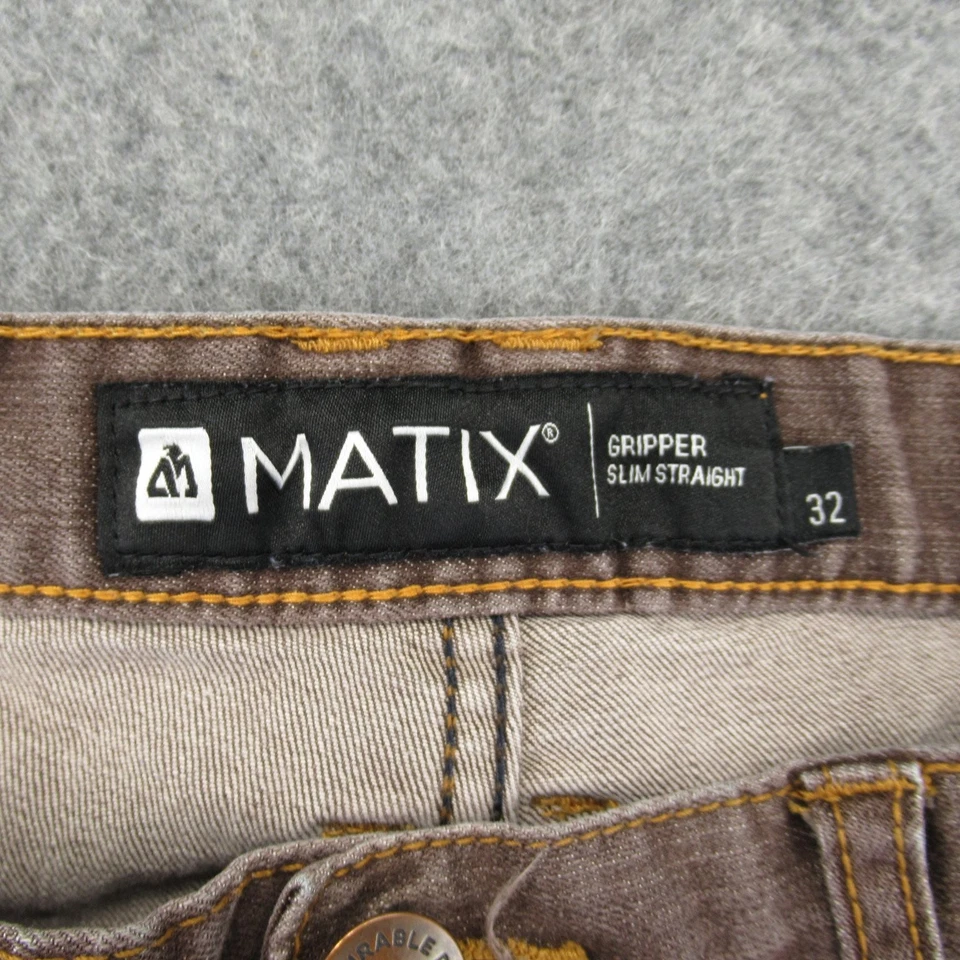 MATIX®
GRIPPER
SLIM STRAIGHT
32